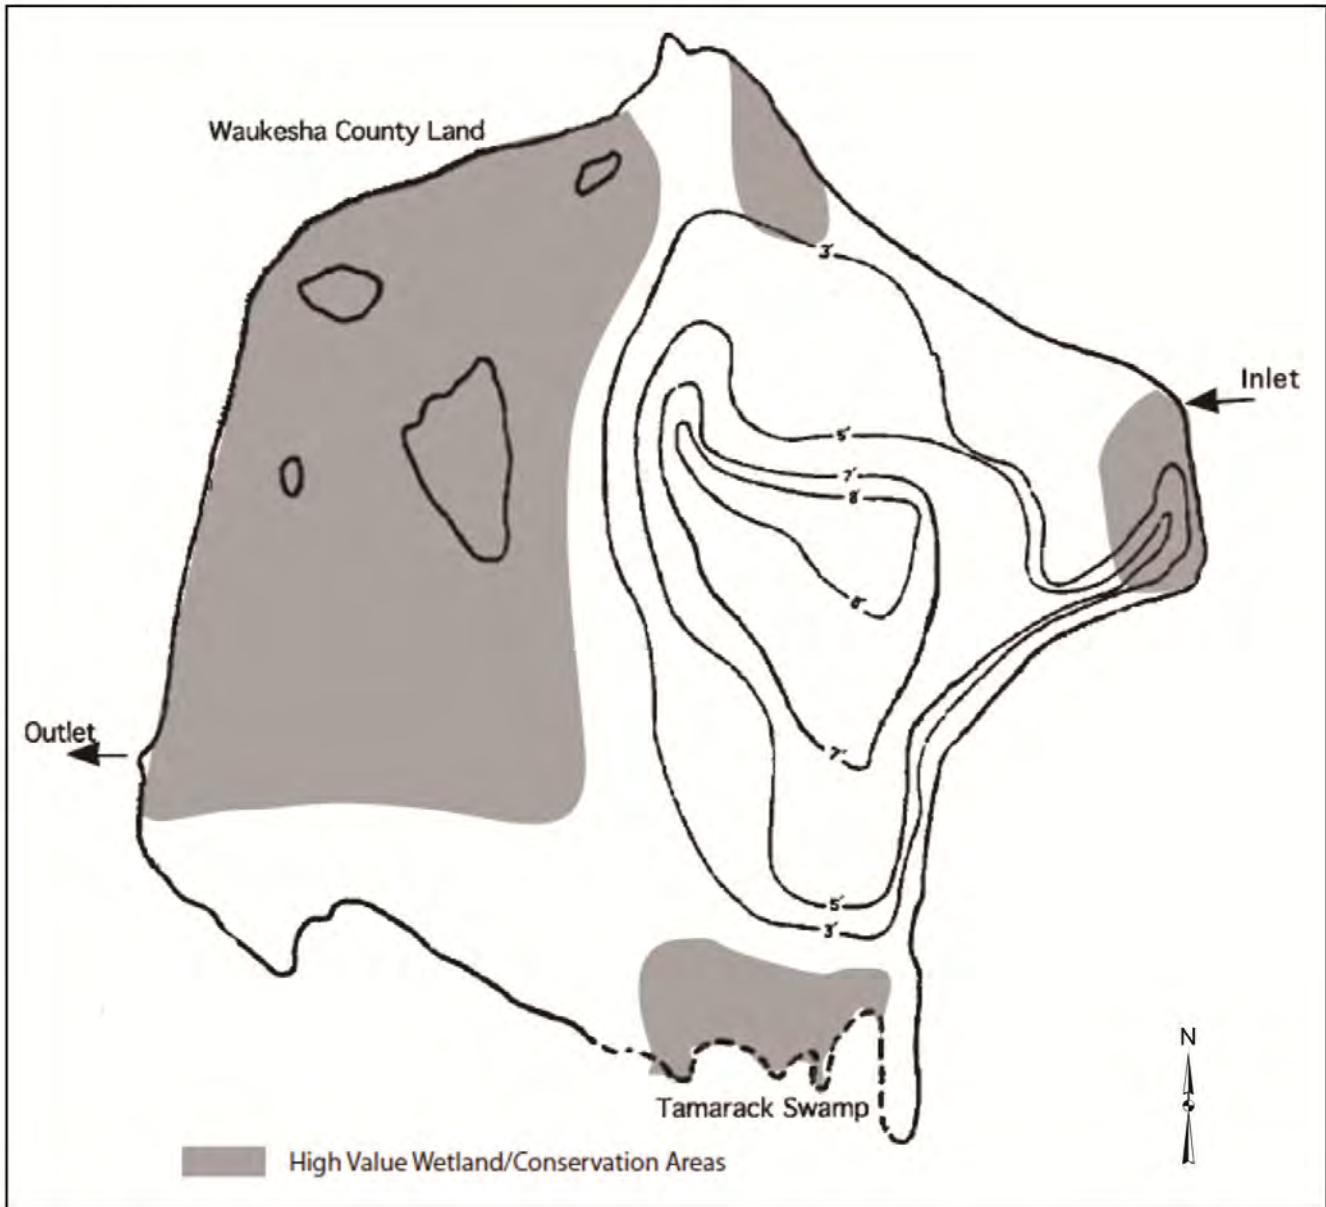 Waukesha County Land
3'
Inlet
5'
7'
8'
8'
Outlet
7'
5'
3'
N
Tamarack Swamp
High Value Wetland/Conservation Areas